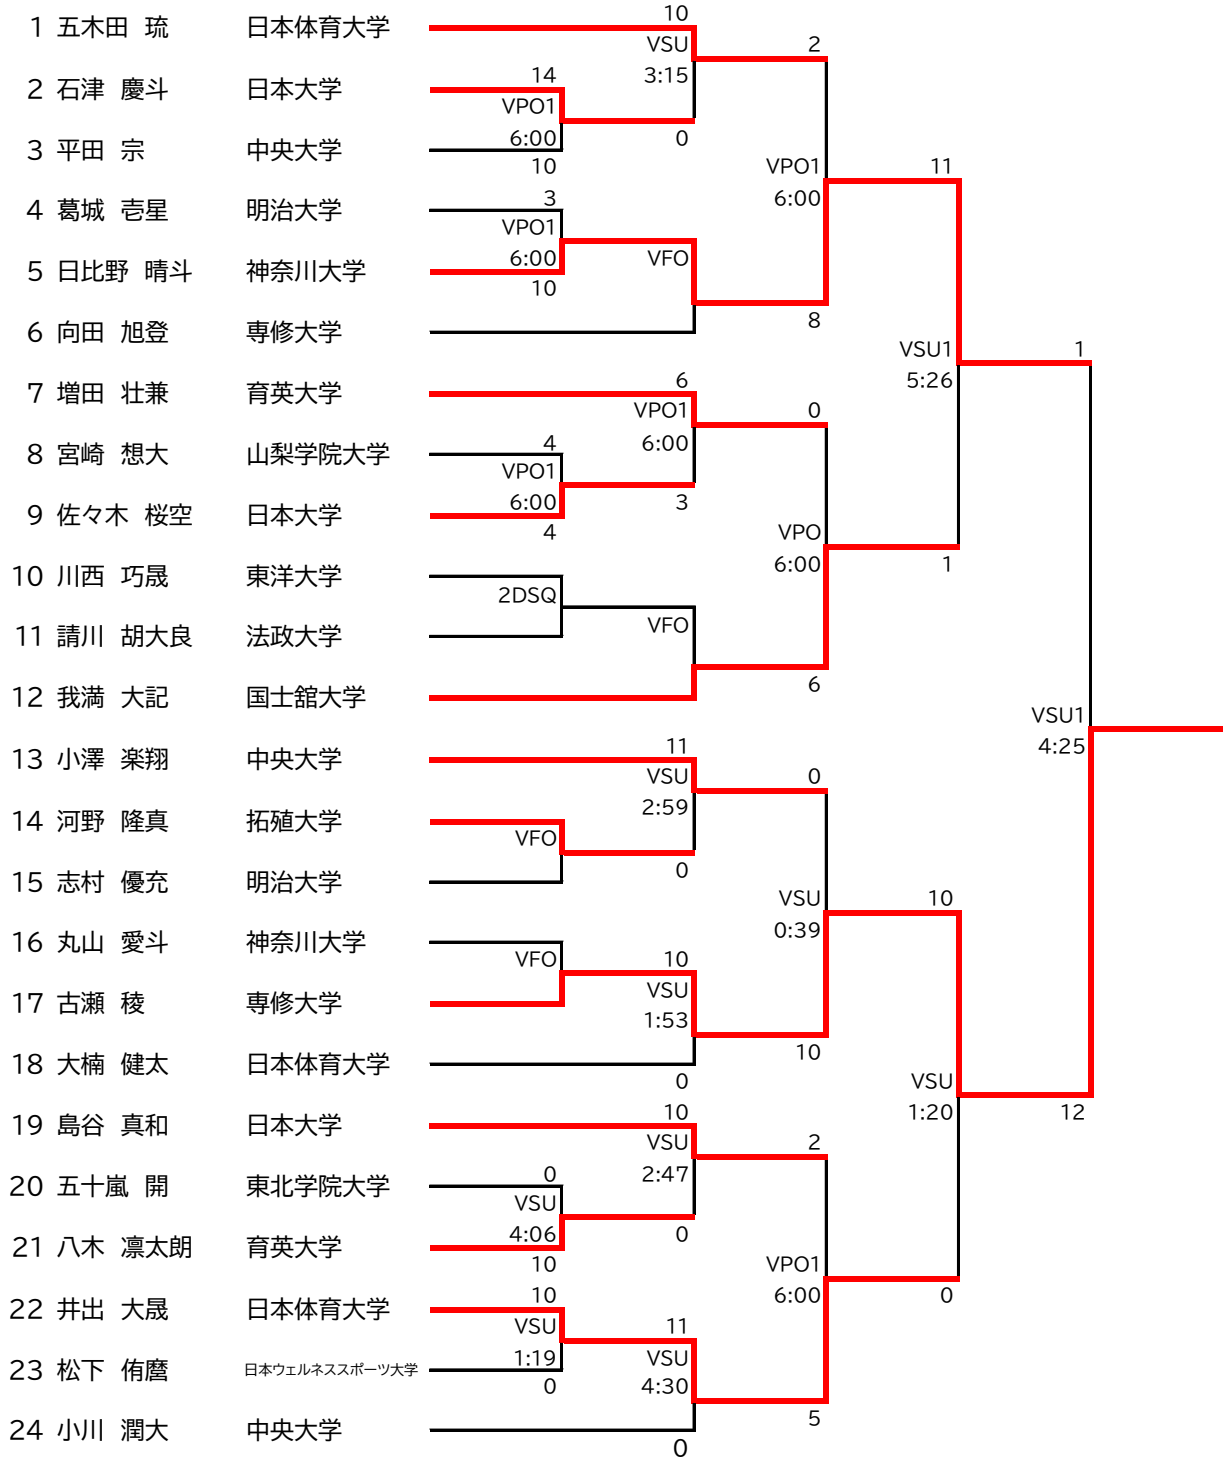 1 五木田 琉 日本体育大学
2 石津 慶斗 日本大学
3 平田 宗 中央大学
4 葛城 壱星 明治大学
5 日比野 晴斗 神奈川大学
6 向田 旭登 専修大学
7 増田 壮兼 育英大学
8 宮崎 想大 山梨学院大学
9 佐々木 桜空 日本大学
10 川西 巧晟 東洋大学
11 請川 胡大良 法政大学
12 我満 大記 国士舘大学
13 小澤 楽翔 中央大学
14 河野 隆真 拓殖大学
15 志村 優充 明治大学
16 丸山 愛斗 神奈川大学
17 古瀬 稜 専修大学
18 大楠 健太 日本体育大学
19 島谷 真和 日本大学
20 五十嵐 開 東北学院大学
21 八木 凛太朗 育英大学
22 井出 大晟 日本体育大学
23 松下 侑麿 日本ウェルネススポーツ大学
24 小川 潤大 中央大学
14
VPO1
6:00
10
3
VPO1
6:00
10
4
VPO1
6:00
4
2DSQ
VFO
VFO
0
VSU
4:06
10
10
VSU
1:19
0
10
VSU
3:15
0
VFO
6
VPO1
6:00
3
VFO
11
VSU
2:59
0
10
VSU
1:53
0
10
VSU
2:47
0
11
VSU
4:30
0
2
VPO1
6:00
8
0
VPO
6:00
6
0
VSU
0:39
10
2
VPO1
6:00
5
11
VSU1
5:26
1
10
VSU
1:20
0
1
VSU1
4:25
12